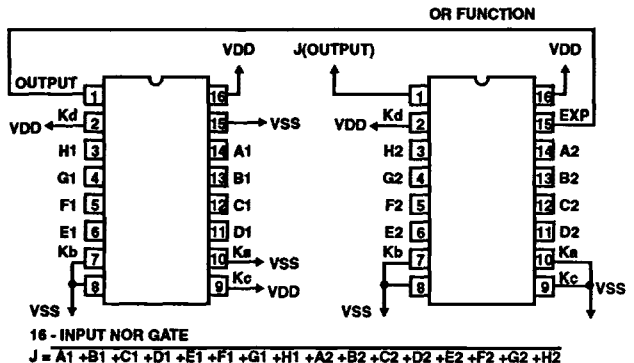 OR FUNCTION
VDD J(OUTPUT) VDD
OUTPUT
1 16 1 16
Kd Kd EXP
VDD 2 15 VSS VDD 2 15
H1 3 14 A1 H2 3 14 A2
G1 4 13 B1 G2 4 13 B2
F1 5 12 C1 F2 5 12 C2
E1 6 11 D1 E2 6 11 D2
Kb Ka Kb Ka
7 10 VSS 7 10
Kc Kc
8 9 VDD 8 9 VSS
VSS VSS
16 - INPUT NOR GATE
J = A1 +B1 +C1 +D1 +E1 +F1 +G1 +H1 +A2 +B2 +C2 +D2 +E2 +F2 +G2 +H2